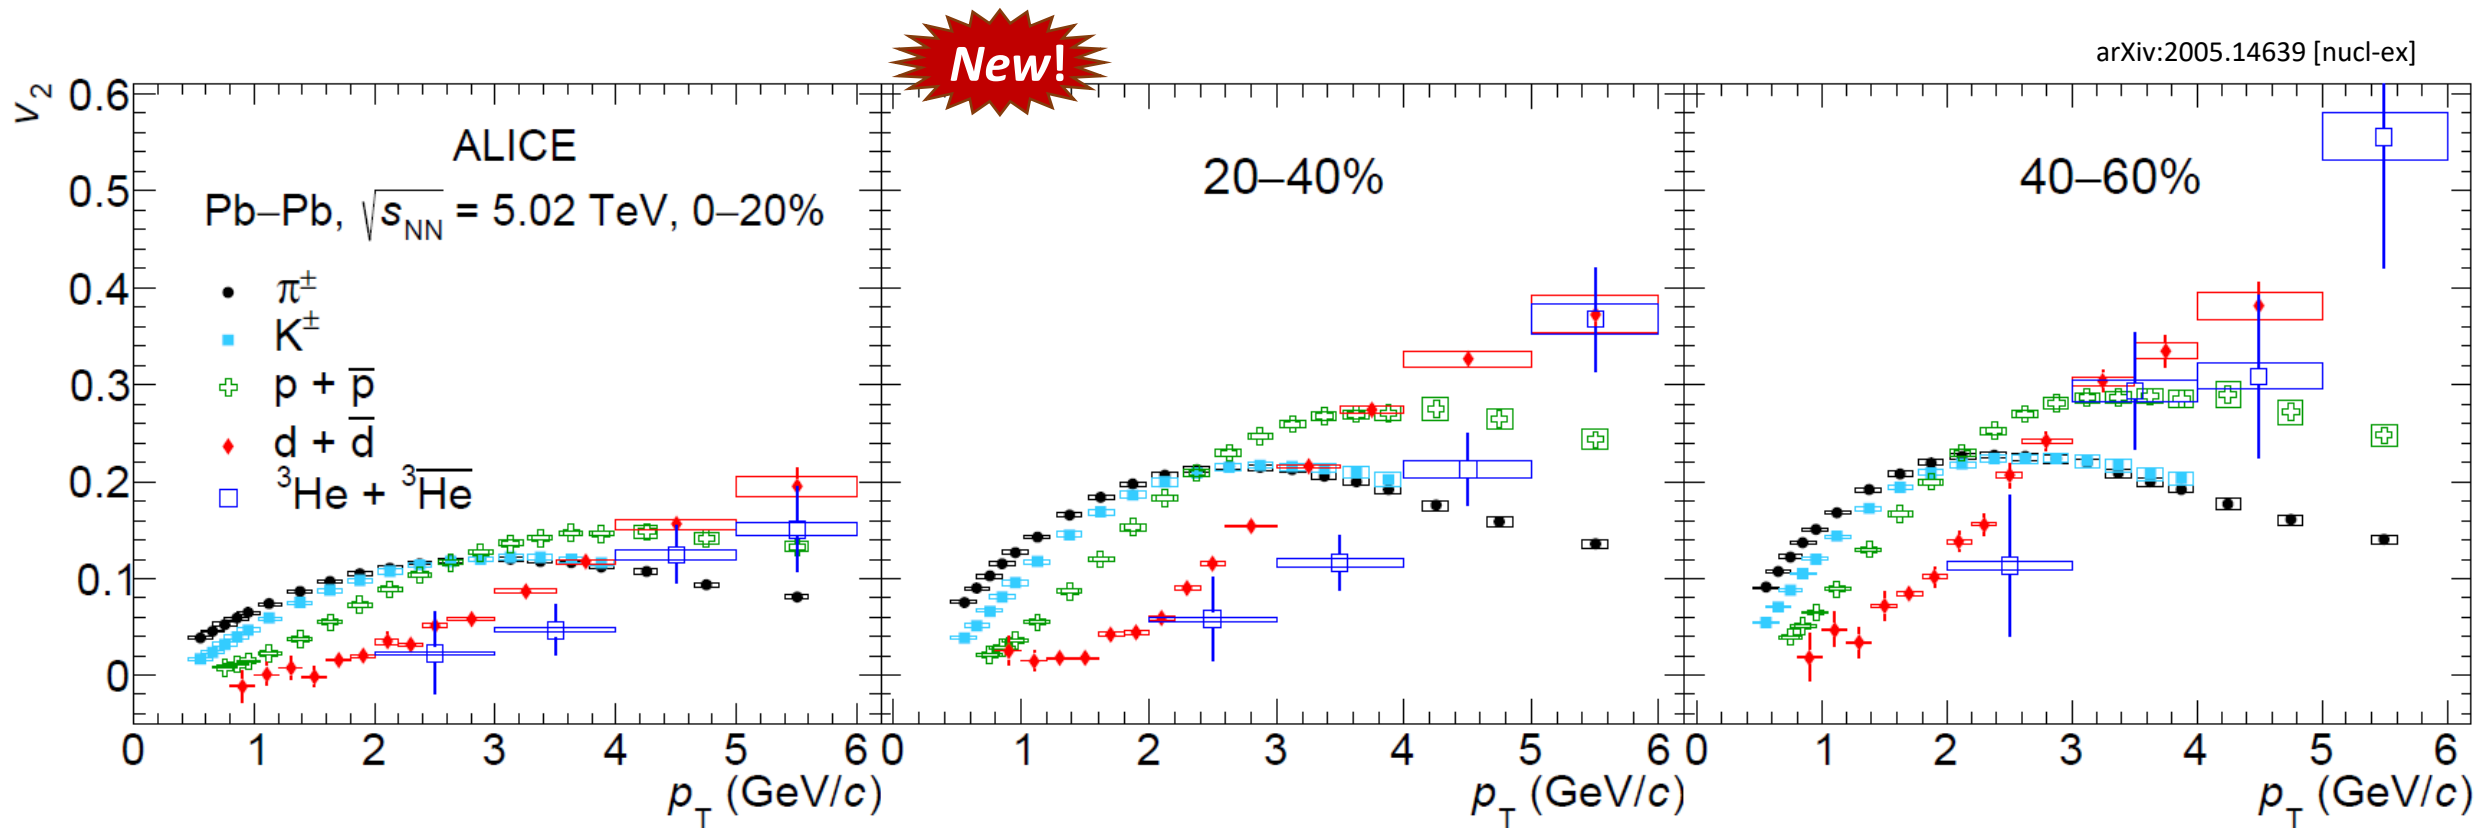 New!
arXiv:2005.14639 [nucl-ex]
v₂
0.6
0.5
0.4
0.3
0.2
0.1
0
ALICE
Pb–Pb, √sNN = 5.02 TeV, 0–20%
π±
K±
p + p̅
d + d̅
³He + ³H̅e̅
20–40%
40–60%
0 1 2 3 4 5 6 0 1 2 3 4 5 6 0 1 2 3 4 5 6
pT (GeV/c) pT (GeV/c) pT (GeV/c)